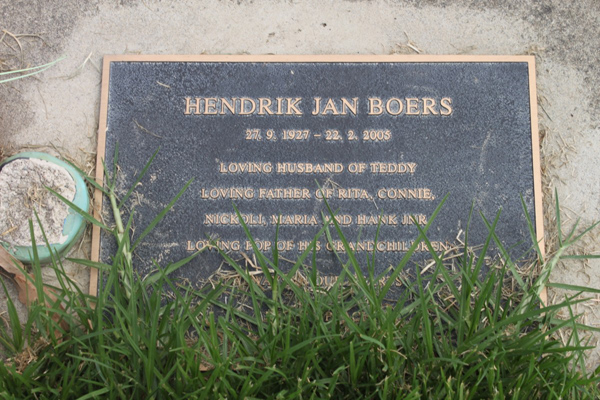 HENDRIK JAN BOERS
27. 9. 1927 – 22. 2. 2003
LOVING HUSBAND OF TEDDY
LOVING FATHER OF RITA, CONNIE,
NICKOLI, MARIA AND HANK JNR
LOVING POP OF HIS GRANDCHILDREN